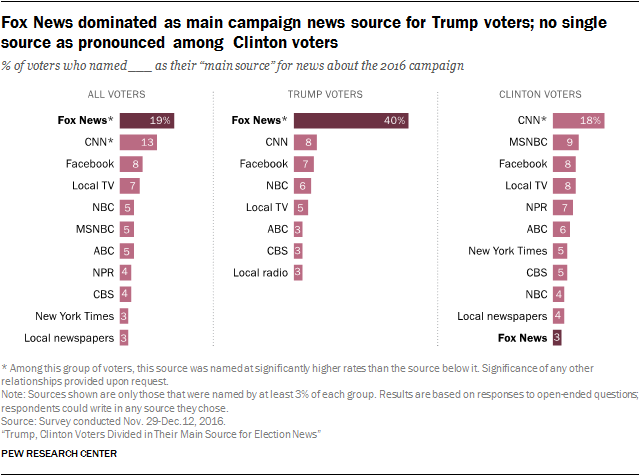 Fox News dominated as main campaign news source for Trump voters; no single
source as pronounced among Clinton voters
% of voters who named ___ as their “main source” for news about the 2016 campaign
ALL VOTERS
Fox News* 19%
CNN* 13
Facebook 8
Local TV 7
NBC 5
MSNBC 5
ABC 5
NPR 4
CBS 4
New York Times 3
Local newspapers 3
TRUMP VOTERS
Fox News* 40%
CNN 8
Facebook 7
NBC 6
Local TV 5
ABC 3
CBS 3
Local radio 3
CLINTON VOTERS
CNN* 18%
MSNBC 9
Facebook 8
Local TV 8
NPR 7
ABC 6
New York Times 5
CBS 5
NBC 4
Local newspapers 4
Fox News 3
* Among this group of voters, this source was named at significantly higher rates than the source below it. Significance of any other
relationships provided upon request.
Note: Sources shown are only those that were named by at least 3% of each group. Results are based on responses to open-ended questions;
respondents could write in any source they chose.
Source: Survey conducted Nov. 29-Dec. 12, 2016.
“Trump, Clinton Voters Divided in Their Main Source for Election News”
PEW RESEARCH CENTER